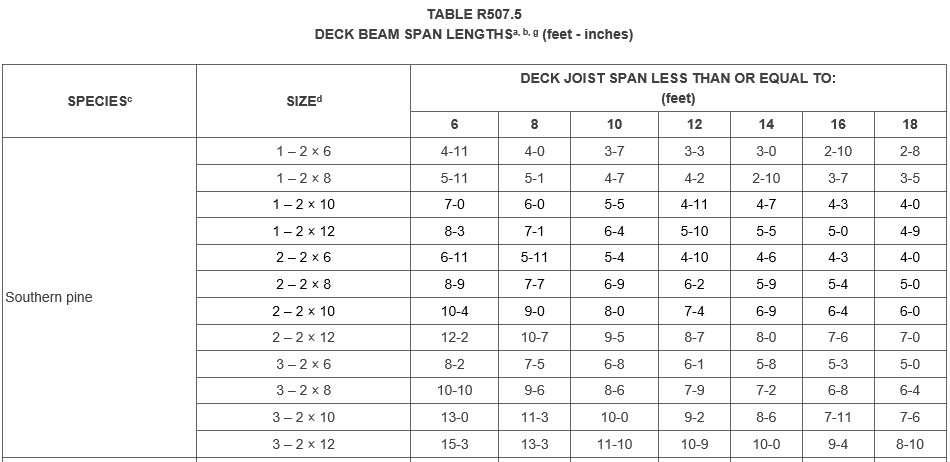 TABLE R507.5
DECK BEAM SPAN LENGTHSa, b, g (feet - inches)
SPECIESc SIZEd DECK JOIST SPAN LESS THAN OR EQUAL TO:
(feet)
6 8 10 12 14 16 18
Southern pine
1 – 2 × 6 4-11 4-0 3-7 3-3 3-0 2-10 2-8
1 – 2 × 8 5-11 5-1 4-7 4-2 2-10 3-7 3-5
1 – 2 × 10 7-0 6-0 5-5 4-11 4-7 4-3 4-0
1 – 2 × 12 8-3 7-1 6-4 5-10 5-5 5-0 4-9
2 – 2 × 6 6-11 5-11 5-4 4-10 4-6 4-3 4-0
2 – 2 × 8 8-9 7-7 6-9 6-2 5-9 5-4 5-0
2 – 2 × 10 10-4 9-0 8-0 7-4 6-9 6-4 6-0
2 – 2 × 12 12-2 10-7 9-5 8-7 8-0 7-6 7-0
3 – 2 × 6 8-2 7-5 6-8 6-1 5-8 5-3 5-0
3 – 2 × 8 10-10 9-6 8-6 7-9 7-2 6-8 6-4
3 – 2 × 10 13-0 11-3 10-0 9-2 8-6 7-11 7-6
3 – 2 × 12 15-3 13-3 11-10 10-9 10-0 9-4 8-10